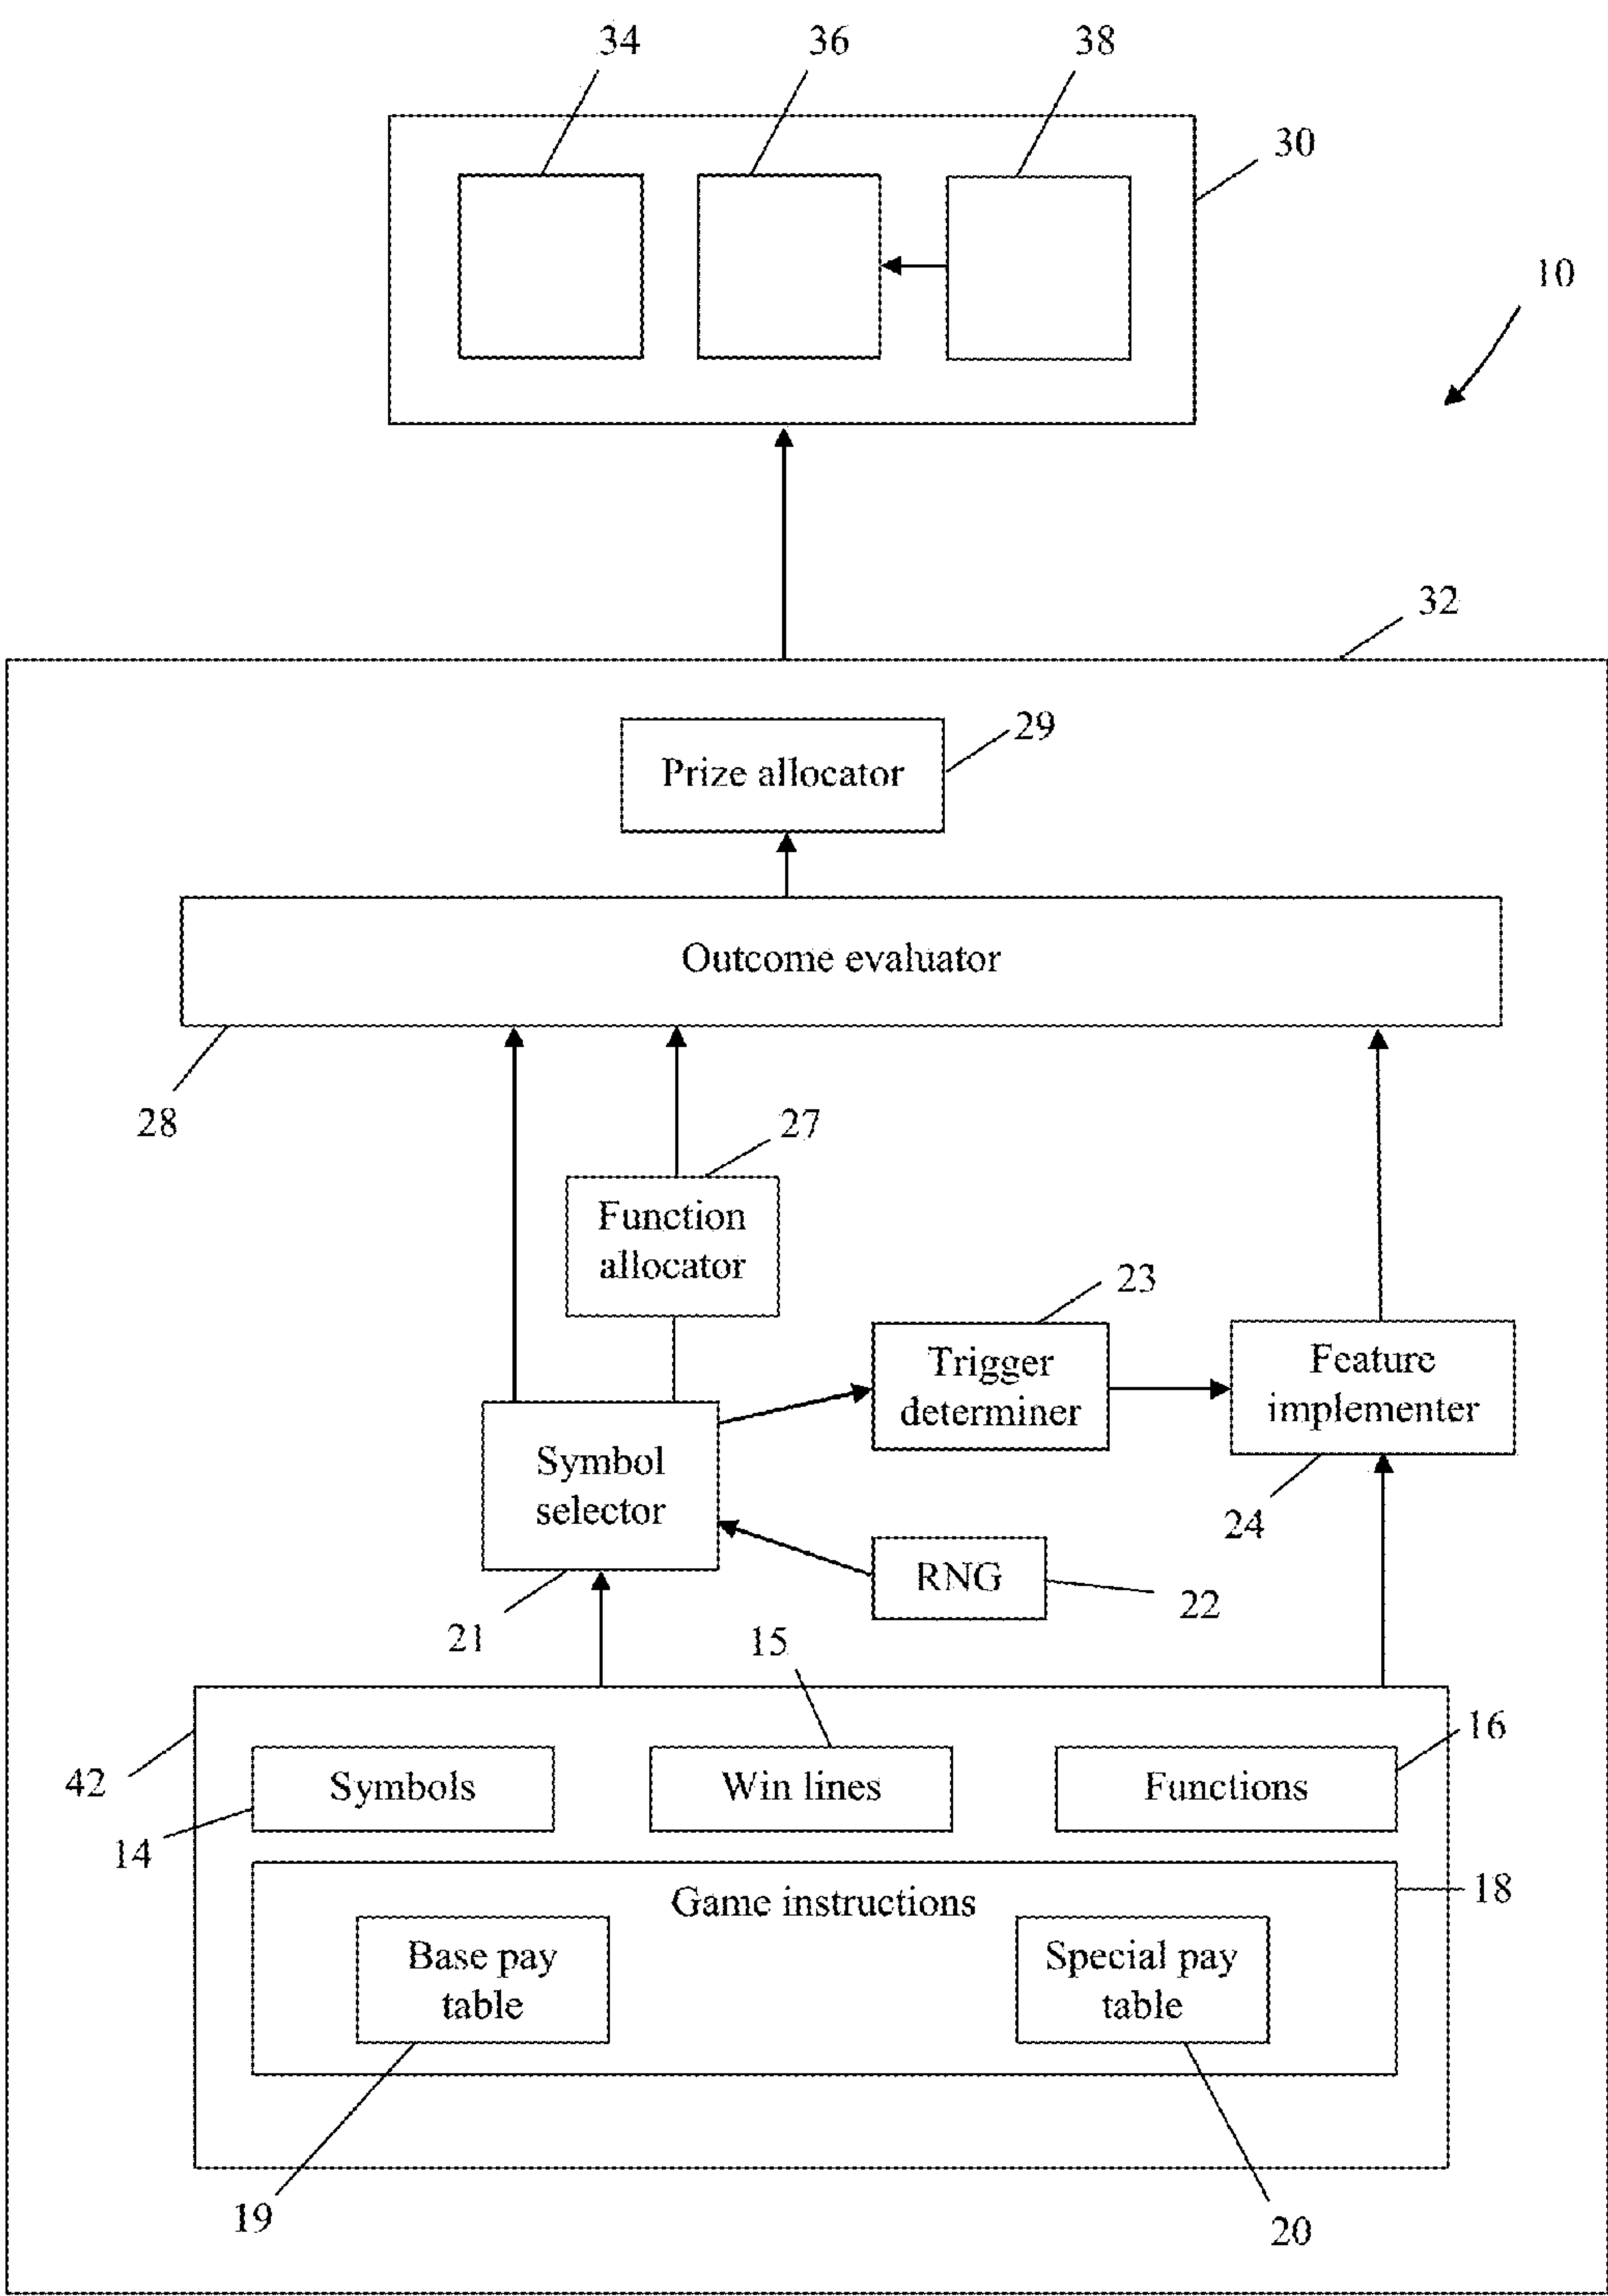 34
36
38
30
10
32
29
Prize allocator
Outcome evaluator
28
27
Function
allocator
23
Trigger
determiner
Feature
implementer
Symbol
selector
24
RNG
22
21
15
16
42
Symbols
Win lines
Functions
14
18
Game instructions
Base pay
table
Special pay
table
19
20